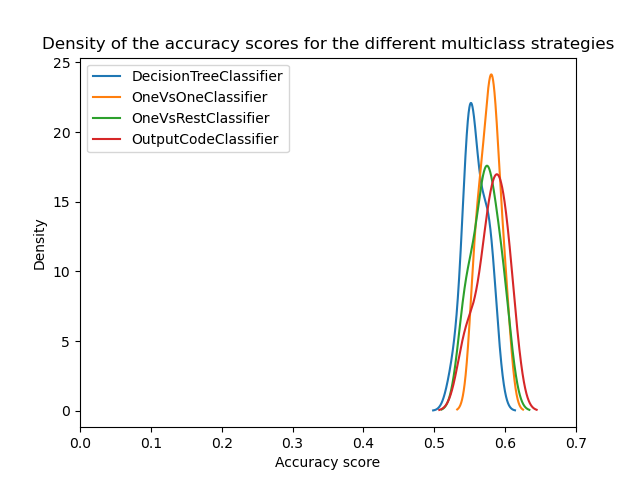 Density of the accuracy scores for the different multiclass strategies
25
20
15
10
5
0
Density
DecisionTreeClassifier
OneVsOneClassifier
OneVsRestClassifier
OutputCodeClassifier
0.0 0.1 0.2 0.3 0.4 0.5 0.6 0.7
Accuracy score